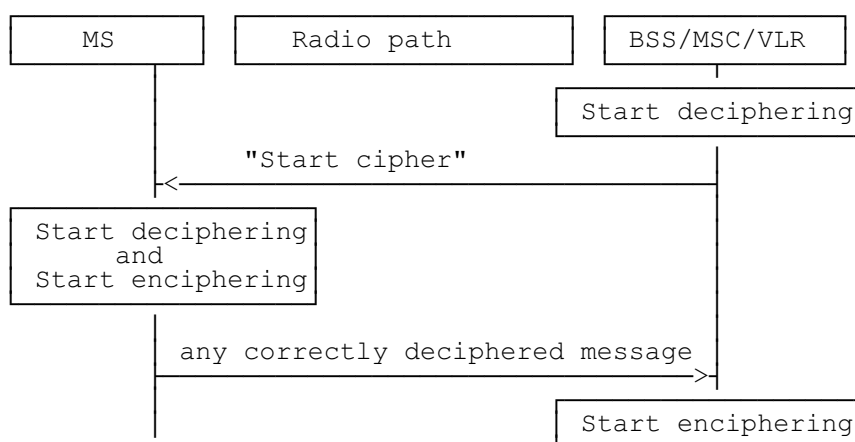 MS
Radio path
BSS/MSC/VLR
Start deciphering
"Start cipher"
Start deciphering
and
Start enciphering
any correctly deciphered message
Start enciphering